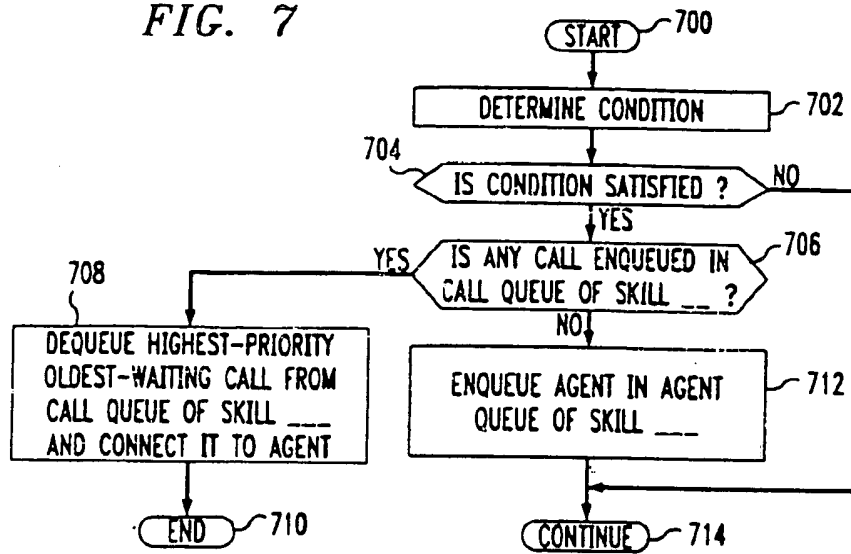 FIG. 7
START
700
DETERMINE CONDITION
702
704
IS CONDITION SATISFIED ?
NO
YES
706
IS ANY CALL ENQUEUED IN
CALL QUEUE OF SKILL __ ?
YES
NO
708
DEQUEUE HIGHEST-PRIORITY
OLDEST-WAITING CALL FROM
CALL QUEUE OF SKILL ___
AND CONNECT IT TO AGENT
ENQUEUE AGENT IN AGENT
QUEUE OF SKILL ___
712
END
710
CONTINUE
714